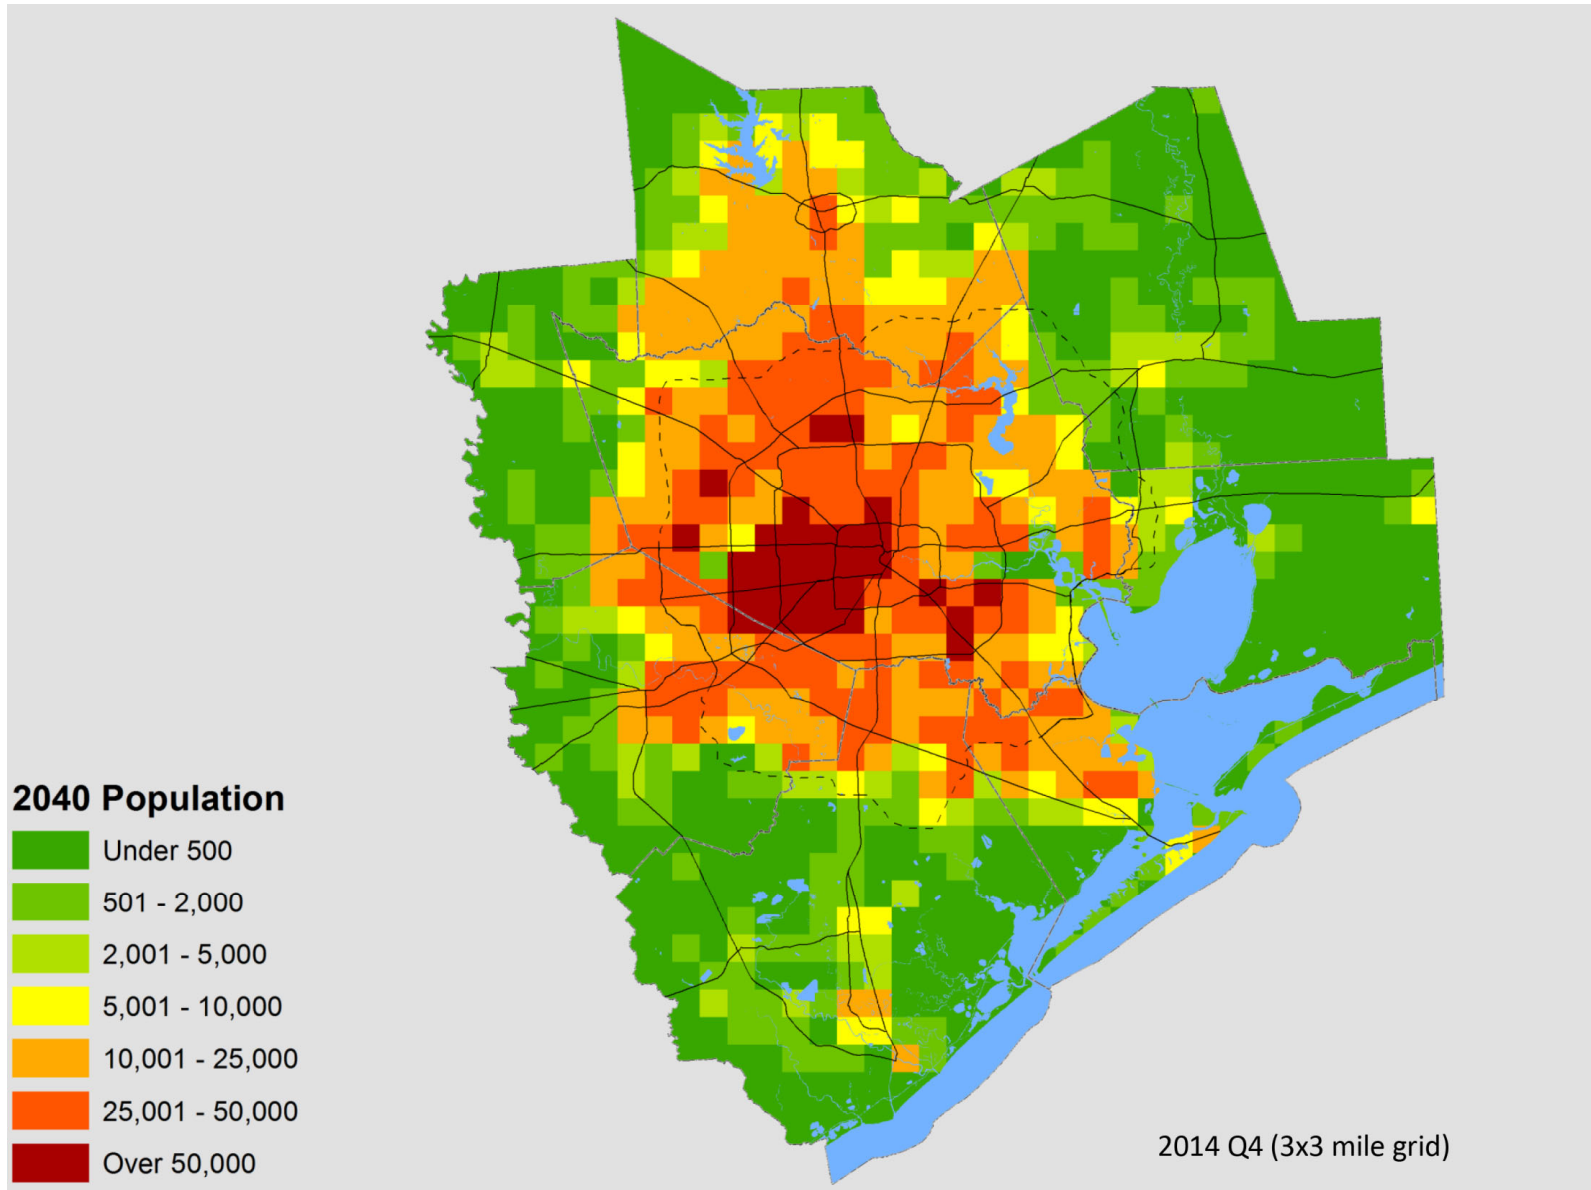 2040 Population
Under 500
501 - 2,000
2,001 - 5,000
5,001 - 10,000
10,001 - 25,000
25,001 - 50,000
Over 50,000
2014 Q4 (3x3 mile grid)